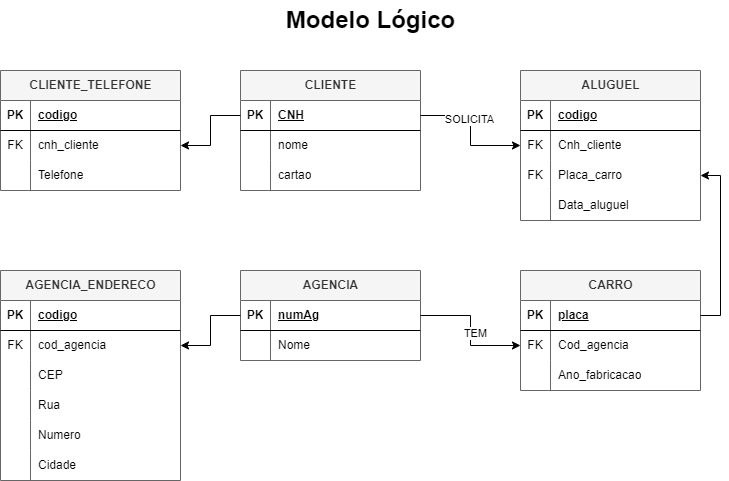 Modelo Lógico
CLIENTE_TELEFONE
PK codigo
FK cnh_cliente
Telefone
CLIENTE
PK CNH
nome
cartao
SOLICITA
ALUGUEL
PK codigo
FK Cnh_cliente
FK Placa_carro
Data_aluguel
AGENCIA_ENDERECO
PK codigo
FK cod_agencia
CEP
Rua
Numero
Cidade
AGENCIA
PK numAg
Nome
TEM
CARRO
PK placa
FK Cod_agencia
Ano_fabricacao